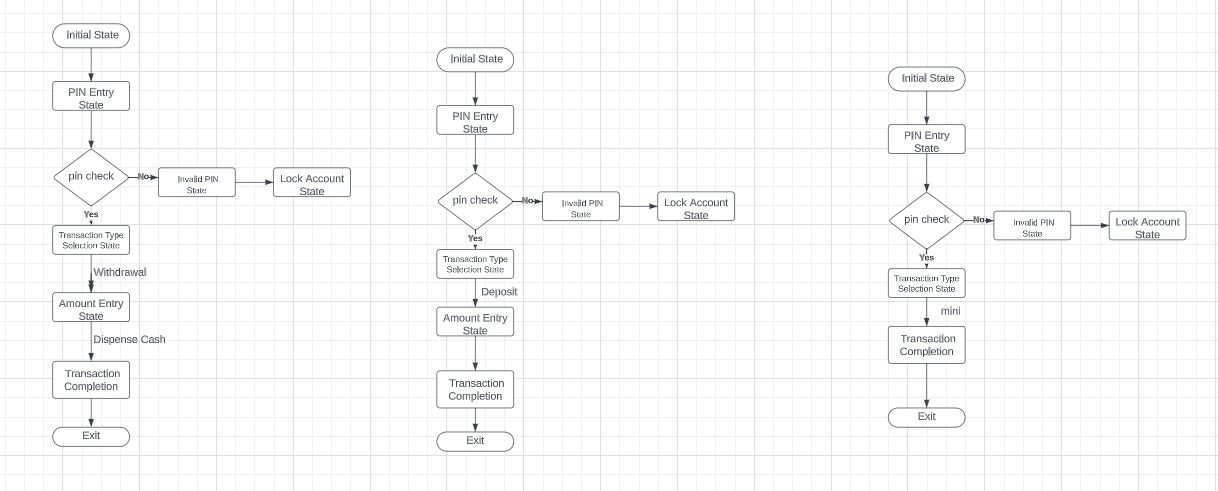 Initial State
PIN Entry
State
pin check
No
Invalid PIN
State
Lock Account
State
Yes
Transaction Type
Selection State
Withdrawal
Amount Entry
State
Dispense Cash
Transaction
Completion
Exit
Initial State
PIN Entry
State
pin check
No
Invalid PIN
State
Lock Account
State
Yes
Transaction Type
Selection State
Deposit
Amount Entry
State
Transaction
Completion
Exit
Initial State
PIN Entry
State
pin check
No
Invalid PIN
State
Lock Account
State
Yes
Transaction Type
Selection State
mini
Transaction
Completion
Exit